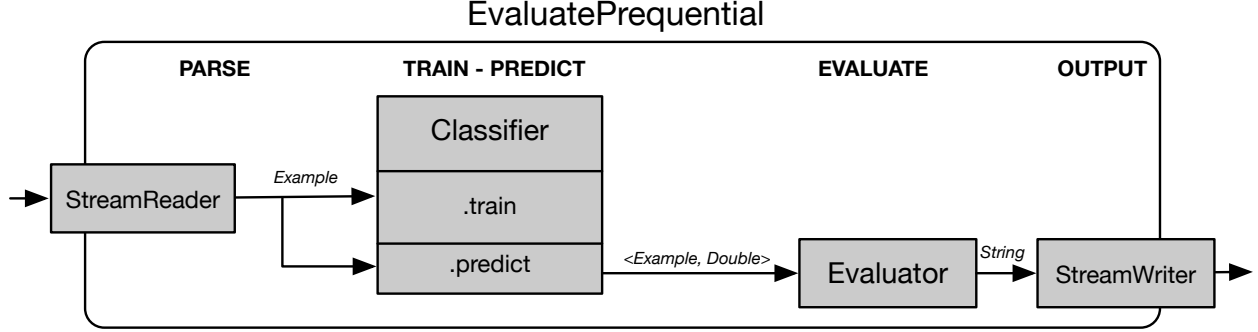 EvaluatePrequential
PARSE
TRAIN - PREDICT
EVALUATE
OUTPUT
Classifier
Example
StreamReader
.train
.predict
<Example, Double>
Evaluator
String
StreamWriter